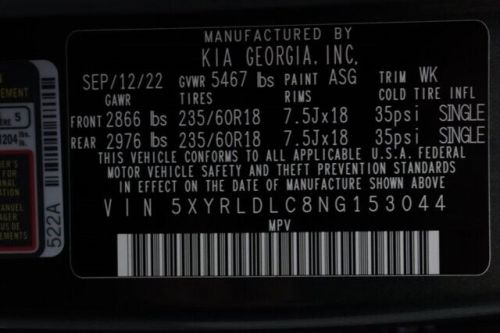 MANUFACTURED BY
KIA GEORGIA, INC.
SEP/12/22 GVWR 5467 lbs PAINT ASG TRIM WK
GAWR TIRES RIMS COLD TIRE INFL
FRONT 2866 lbs 235/60R18 7.5Jx18 35psi SINGLE
REAR 2976 lbs 235/60R18 7.5Jx18 35psi SINGLE
THIS VEHICLE CONFORMS TO ALL APPLICABLE U.S.A. FEDERAL
MOTOR VEHICLE SAFETY AND THEFT PREVENTION STANDARDS
IN EFFECT ON THE DATE OF MANUFACTURE SHOWN ABOVE.
VIN 5XYRLDLC8NG153044
MPV
522A
5
lbs.